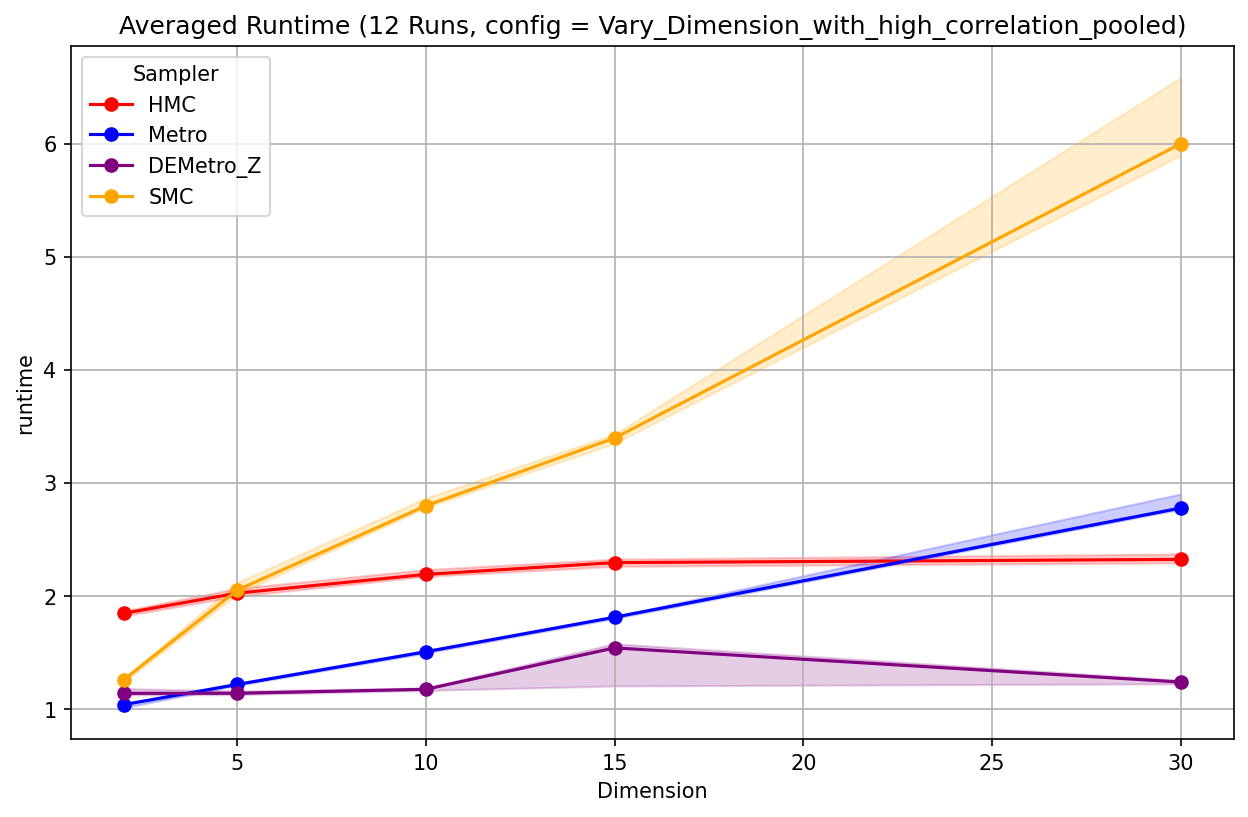 Averaged Runtime (12 Runs, config = Vary_Dimension_with_high_correlation_pooled)
Sampler
HMC
Metro
DEMetro_Z
SMC
runtime
6
5
4
3
2
1
5
10
15
20
25
30
Dimension